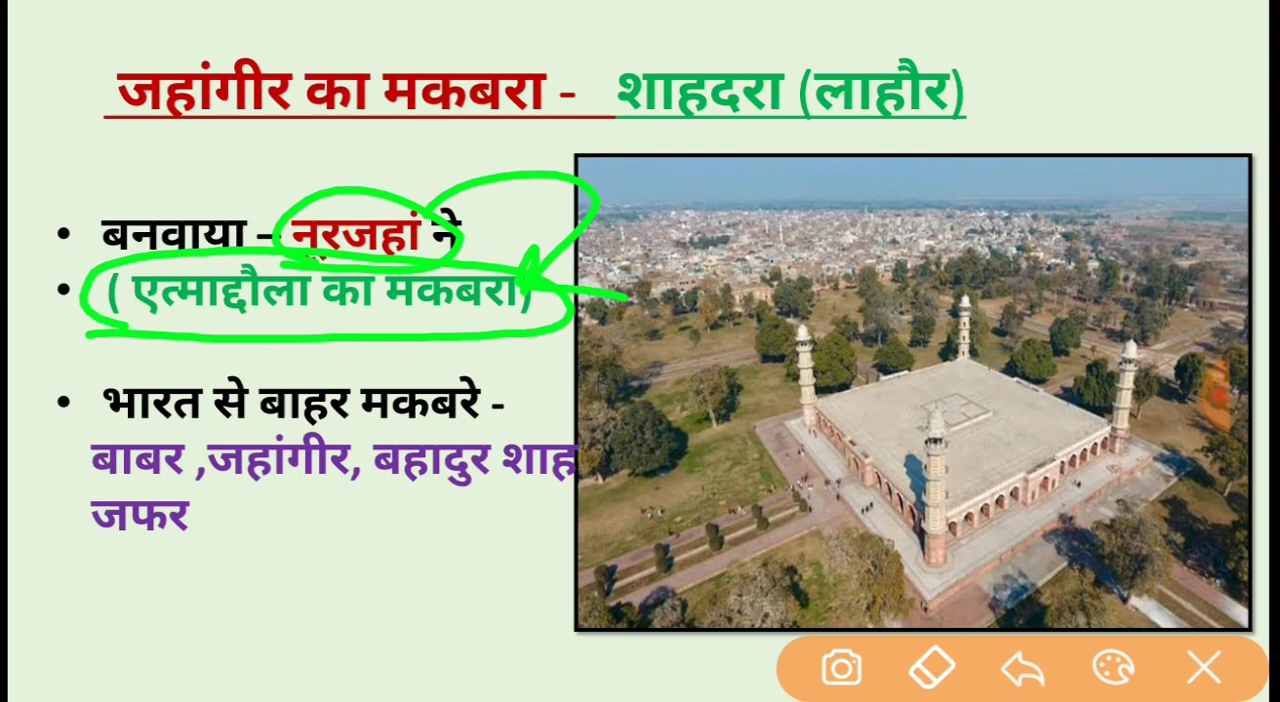 जहांगीर का मकबरा - शाहदरा (लाहौर)
• बनवाया – नूरजहां ने
• ( एत्माद्दौला का मकबरा)
• भारत से बाहर मकबरे -
बाबर ,जहांगीर, बहादुर शाह
जफर